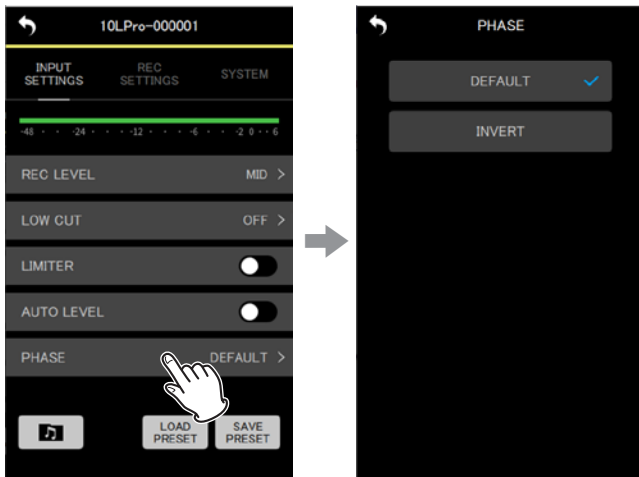 10LPro-000001
INPUT SETTINGS
REC SETTINGS
SYSTEM
-48 · · -24 · · · -12 · · · -6 · · -2 0 · · 6
REC LEVEL MID >
LOW CUT OFF >
LIMITER
AUTO LEVEL
PHASE DEFAULT >
LOAD PRESET
SAVE PRESET
PHASE
DEFAULT
INVERT